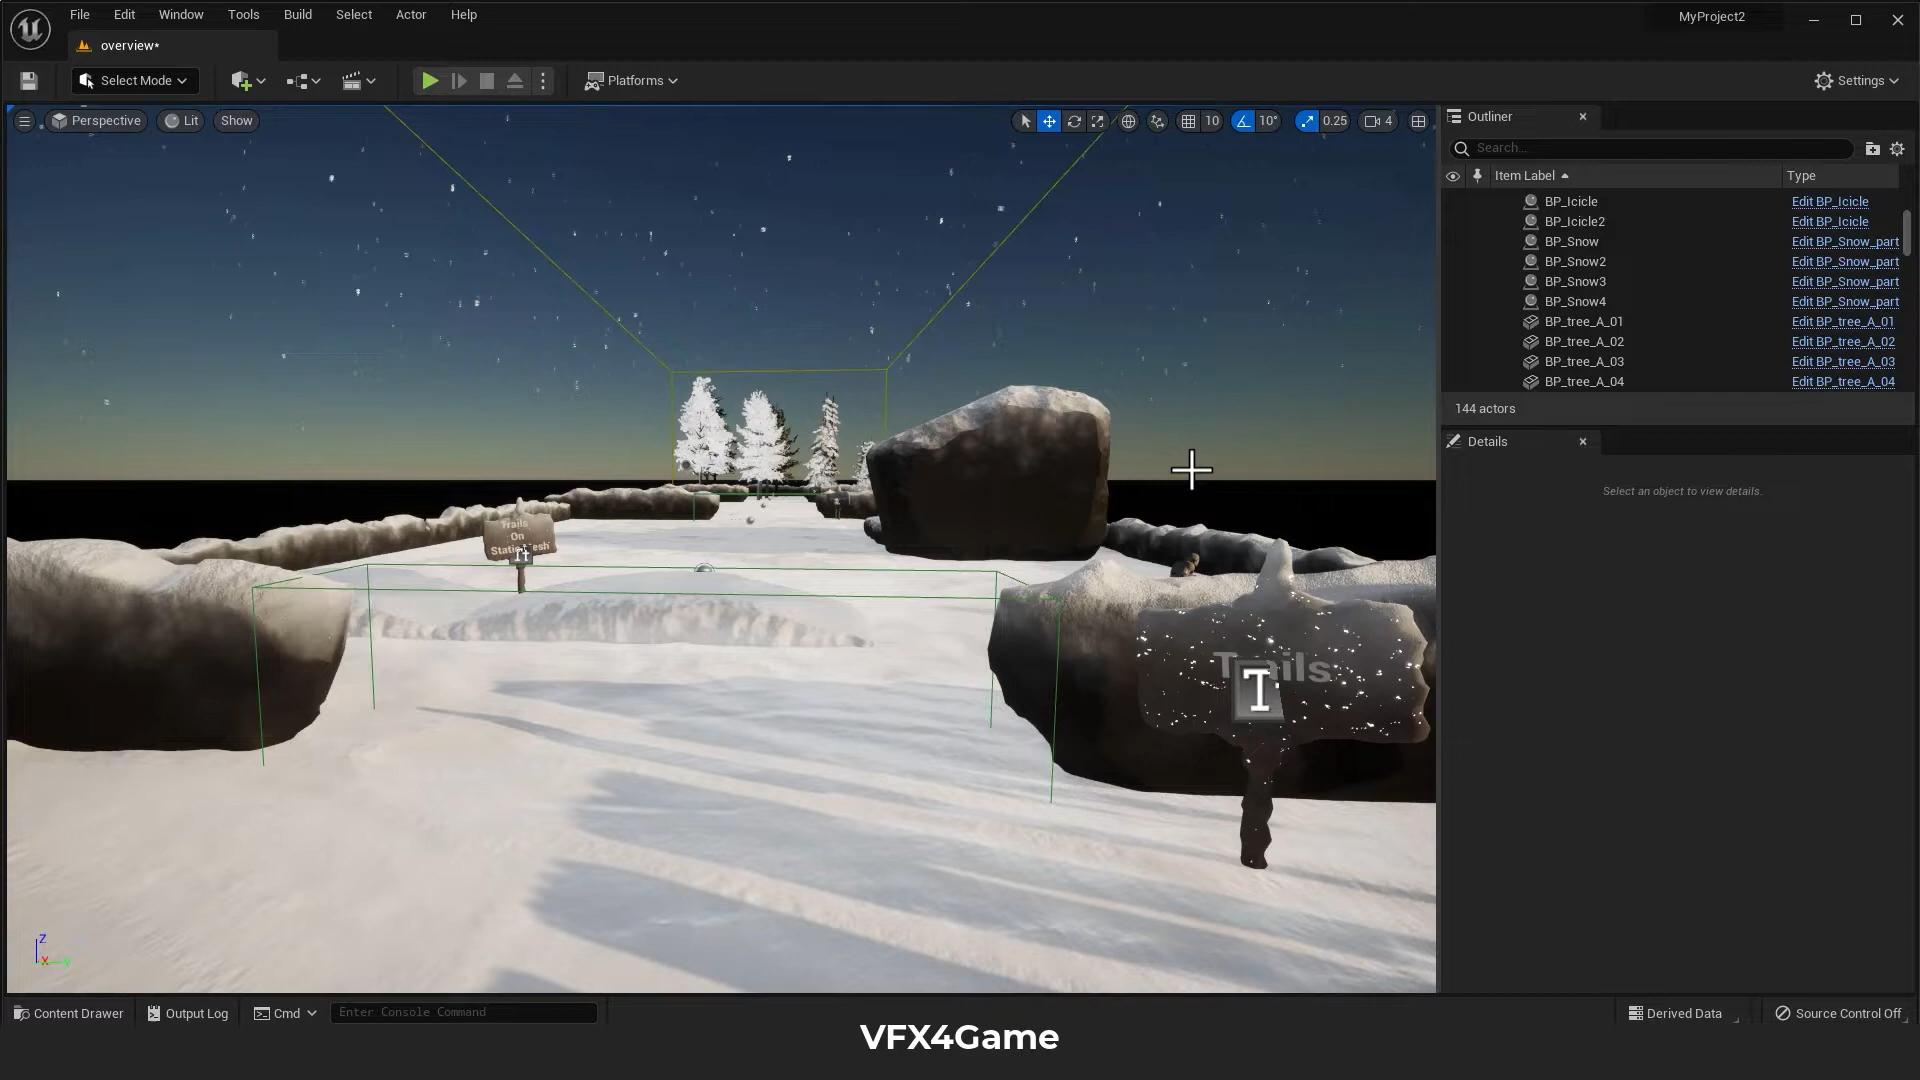 File Edit Window Tools Build Select Actor Help
MyProject2
overview*
Select Mode
Platforms
Settings
Perspective Lit Show
10 10° 0.25 4
Outliner
Search...
Item Label Type
BP_Icicle Edit BP_Icicle
BP_Icicle2 Edit BP_Icicle
BP_Snow Edit BP_Snow_part
BP_Snow2 Edit BP_Snow_part
BP_Snow3 Edit BP_Snow_part
BP_Snow4 Edit BP_Snow_part
BP_tree_A_01 Edit BP_tree_A_01
BP_tree_A_02 Edit BP_tree_A_02
BP_tree_A_03 Edit BP_tree_A_03
BP_tree_A_04 Edit BP_tree_A_04
144 actors
Details
Select an object to view details.
Trails
On
Trails
Z
X
Y
Content Drawer Output Log Cmd Enter Console Command
Derived Data Source Control Off
VFX4Game